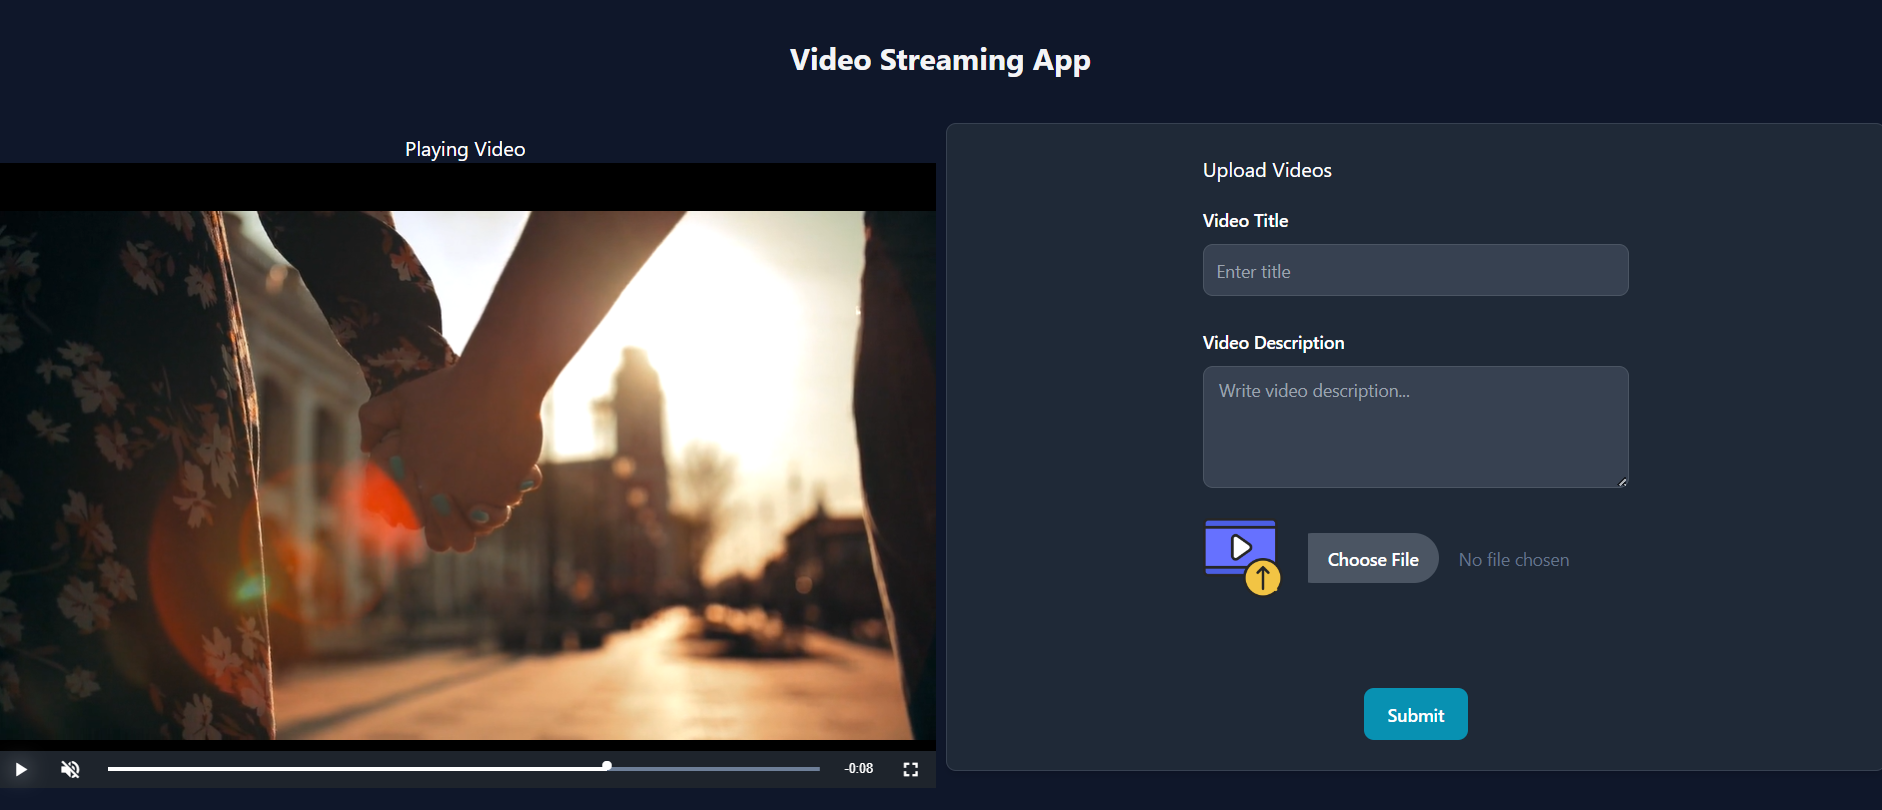 Video Streaming App
Playing Video
-0:08
Upload Videos
Video Title
Enter title
Video Description
Write video description...
Choose File
No file chosen
Submit